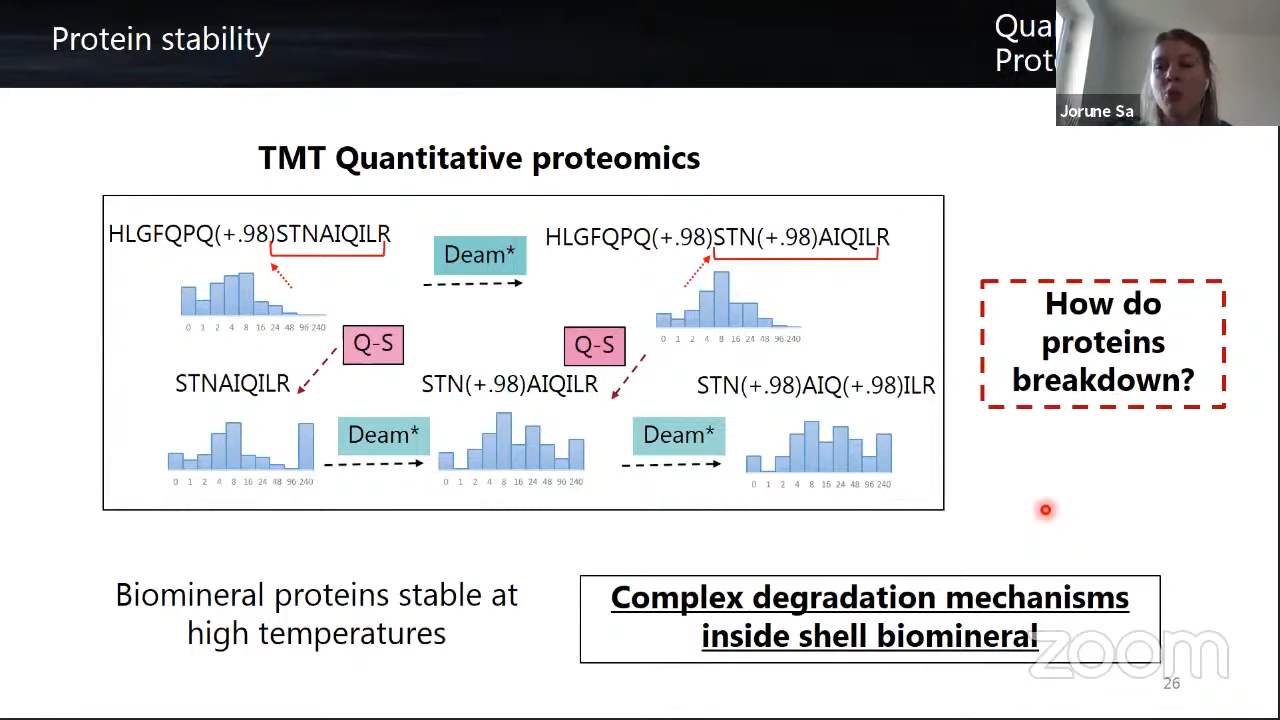 Protein stability
Qua
Prote
Jorune Sa
TMT Quantitative proteomics
HLGFQPQ(+.98)STNAIQILR
Deam*
HLGFQPQ(+.98)STN(+.98)AIQILR
0 1 2 4 8 16 24 48 96 240
0 1 2 4 8 16 24 48 96 240
Q-S
Q-S
STNAIQILR
STN(+.98)AIQILR
STN(+.98)AIQ(+.98)ILR
Deam*
Deam*
0 1 2 4 8 16 24 48 96 240
0 1 2 4 8 16 24 48 96 240
0 1 2 4 8 16 24 48 96 240
How do
proteins
breakdown?
Biomineral proteins stable at
high temperatures
Complex degradation mechanisms
inside shell biomineral
zoom
26